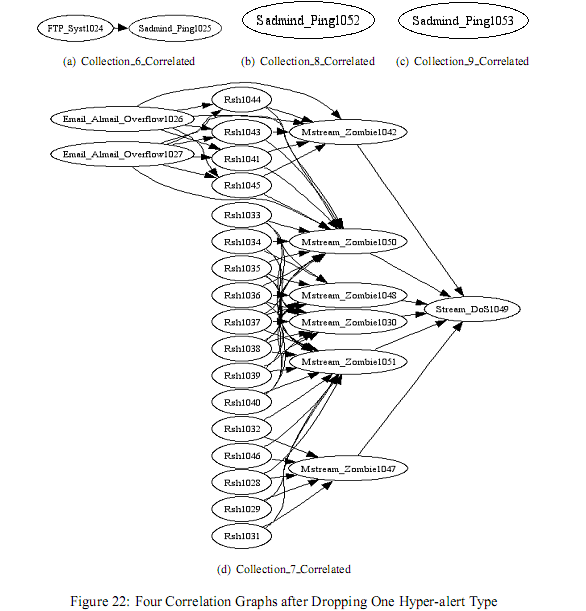 FTP_Syst1024
Sadmind_Ping1025
Sadmind_Ping1052
Sadmind_Ping1053
(a) Collection_6_Correlated
(b) Collection_8_Correlated
(c) Collection_9_Correlated
Rsh1044
Email_Almail_Overflow1026
Rsh1043
Mstream_Zombie1042
Email_Almail_Overflow1027
Rsh1041
Rsh1045
Rsh1033
Rsh1034
Mstream_Zombie1050
Rsh1035
Rsh1036
Mstream_Zombie1048
Stream_DoS1049
Rsh1037
Mstream_Zombie1030
Rsh1038
Mstream_Zombie1051
Rsh1039
Rsh1040
Rsh1032
Rsh1046
Mstream_Zombie1047
Rsh1028
Rsh1029
Rsh1031
(d) Collection_7_Correlated
Figure 22: Four Correlation Graphs after Dropping One Hyper-alert Type